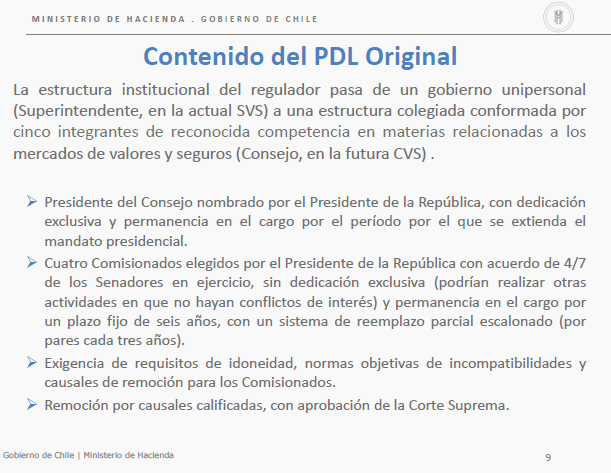 MINISTERIO DE HACIENDA . GOBIERNO DE CHILE
Contenido del PDL Original
La estructura institucional del regulador pasa de un gobierno unipersonal
(Superintendente, en la actual SVS) a una estructura colegiada conformada por
cinco integrantes de reconocida competencia en materias relacionadas a los
mercados de valores y seguros (Consejo, en la futura CVS) .
Presidente del Consejo nombrado por el Presidente de la República, con dedicación
exclusiva y permanencia en el cargo por el período por el que se extienda el
mandato presidencial.
Cuatro Comisionados elegidos por el Presidente de la República con acuerdo de 4/7
de los Senadores en ejercicio, sin dedicación exclusiva (podrían realizar otras
actividades en que no hayan conflictos de interés) y permanencia en el cargo por
un plazo fijo de seis años, con un sistema de reemplazo parcial escalonado (por
pares cada tres años).
Exigencia de requisitos de idoneidad, normas objetivas de incompatibilidades y
causales de remoción para los Comisionados.
Remoción por causales calificadas, con aprobación de la Corte Suprema.
Gobierno de Chile | Ministerio de Hacienda
9